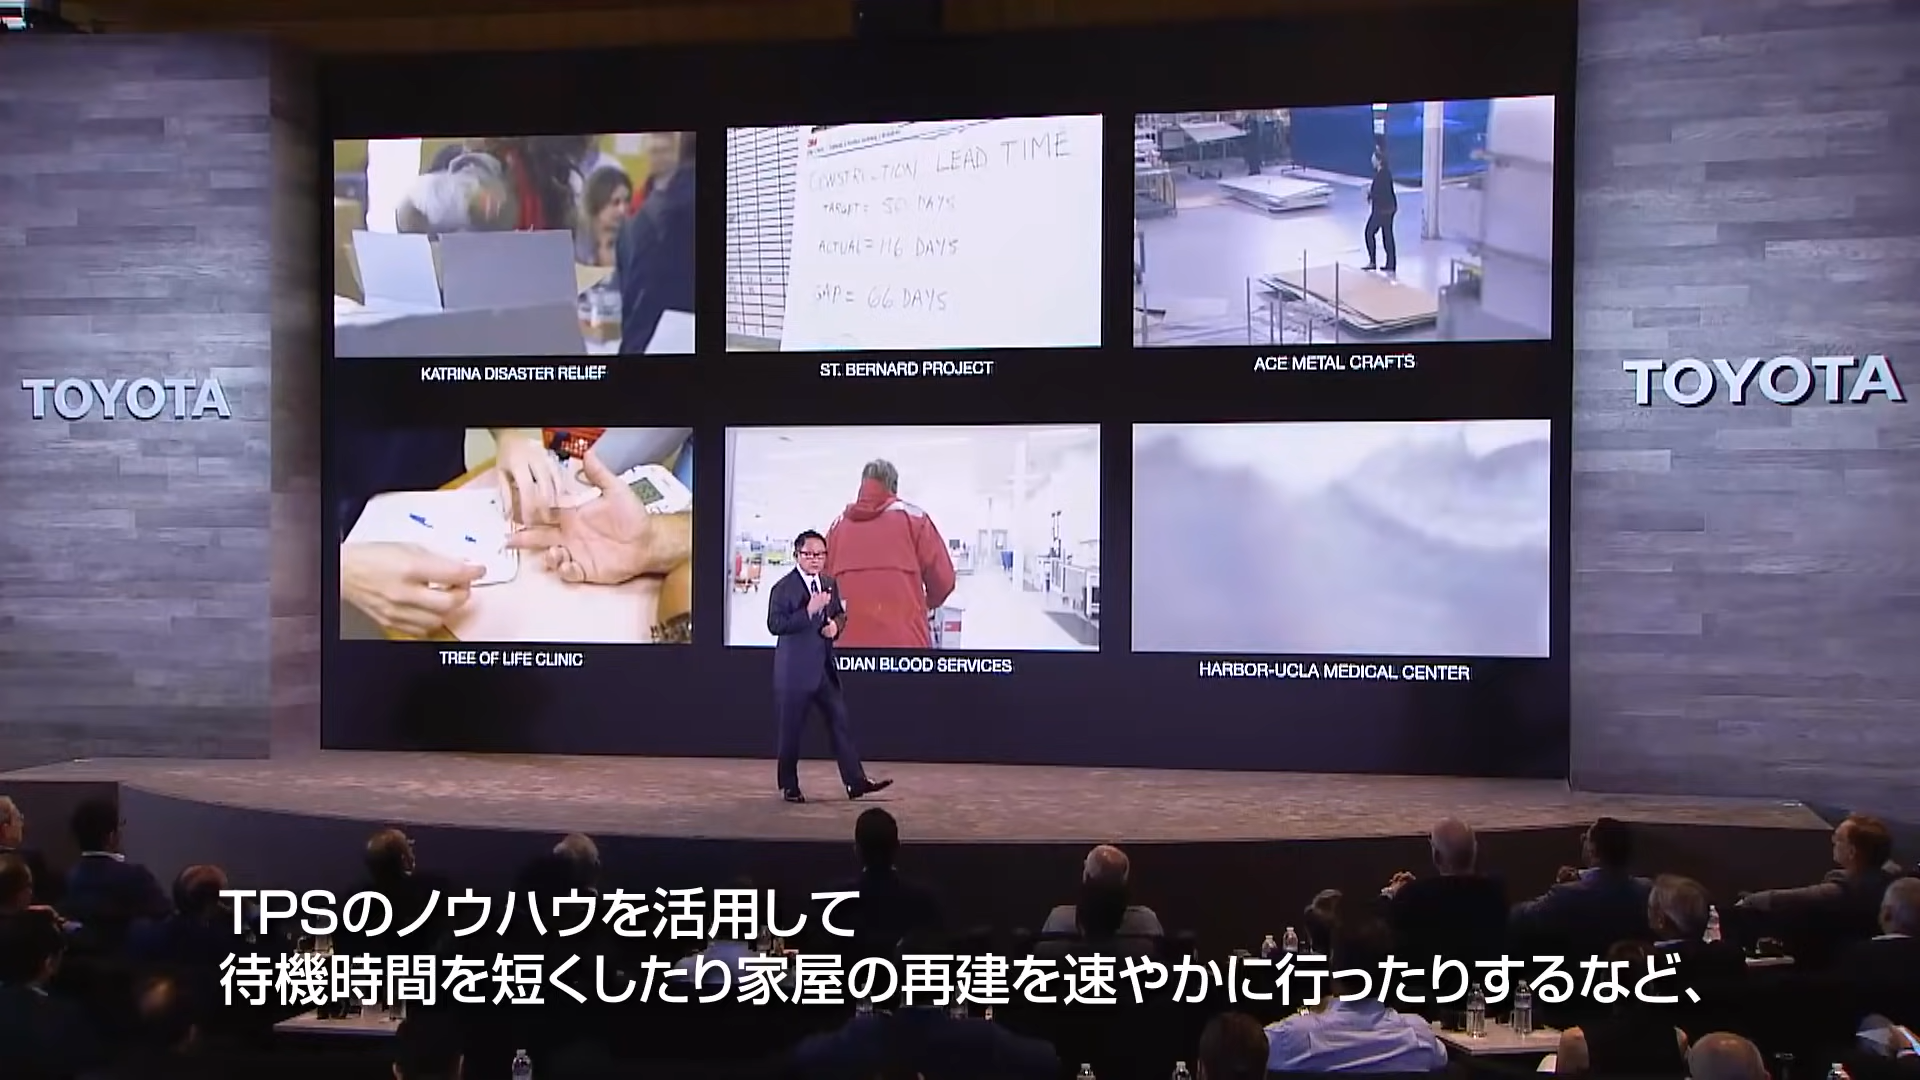 CONSTRUCTION LEAD TIME
TARGET = 50 DAYS
ACTUAL = 116 DAYS
GAP = 66 DAYS
KATRINA DISASTER RELIEF
ST. BERNARD PROJECT
ACE METAL CRAFTS
TOYOTA
TOYOTA
TREE OF LIFE CLINIC
ADIAN BLOOD SERVICES
HARBOR-UCLA MEDICAL CENTER
TPSのノウハウを活用して
待機時間を短くしたり家屋の再建を速やかに行ったりするなど、